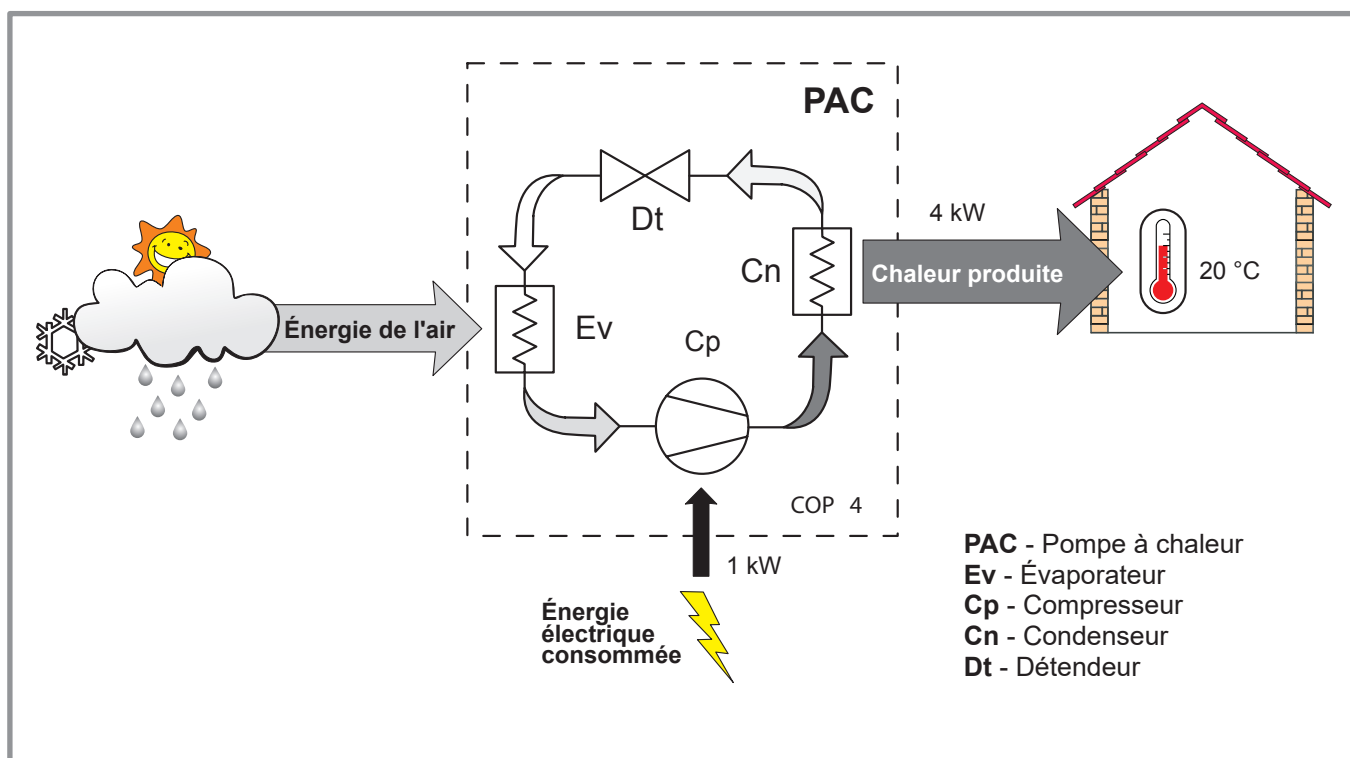 PAC
Dt
4 kW
Cn
Chaleur produite
20 °C
Énergie de l'air
Ev
Cp
COP 4
1 kW
Énergie
électrique
consommée
PAC - Pompe à chaleur
Ev - Évaporateur
Cp - Compresseur
Cn - Condenseur
Dt - Détendeur